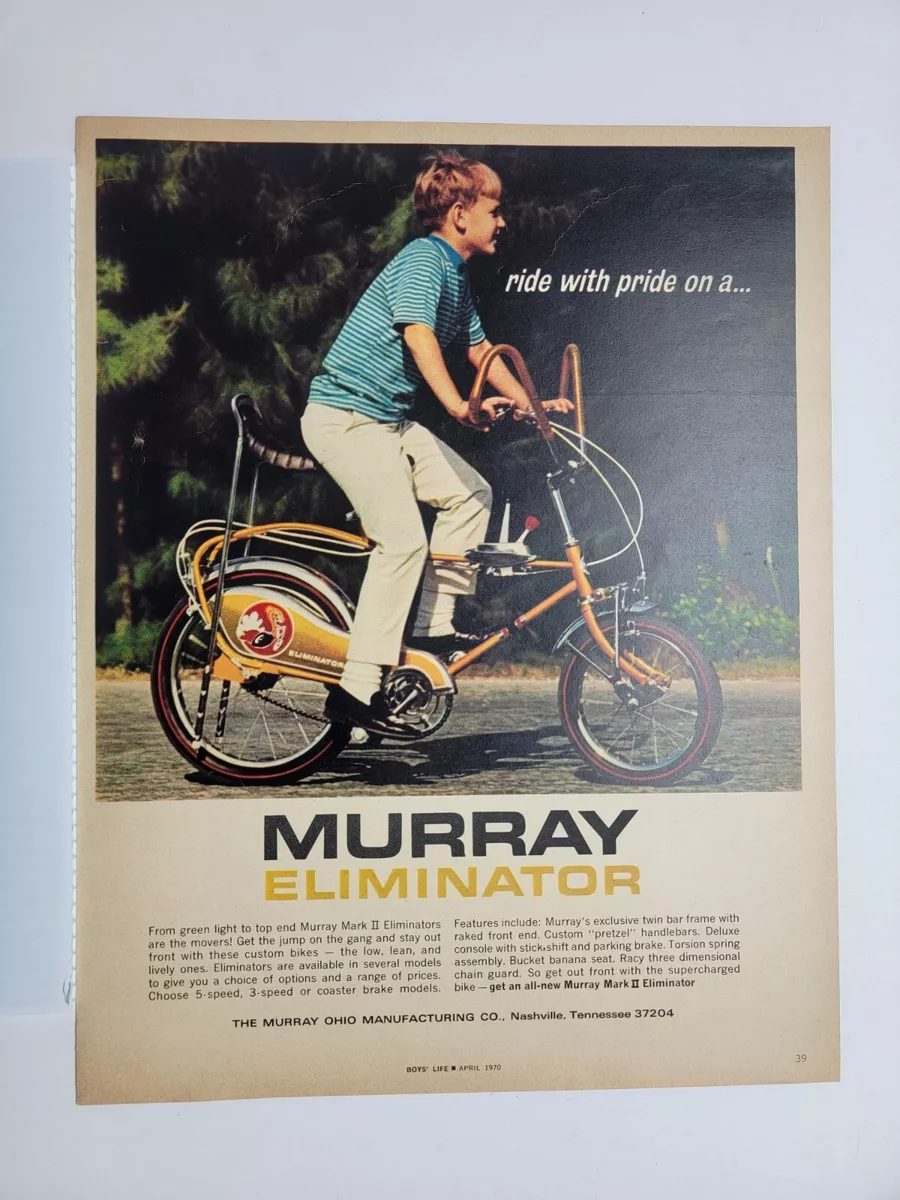 ride with pride on a...
ELIMINATOR
MURRAY
ELIMINATOR
From green light to top end Murray Mark II Eliminators
are the movers! Get the jump on the gang and stay out
front with these custom bikes — the low, lean, and
lively ones. Eliminators are available in several models
to give you a choice of options and a range of prices.
Choose 5-speed, 3-speed or coaster brake models.
Features include: Murray's exclusive twin bar frame with
raked front end. Custom "pretzel" handlebars. Deluxe
console with stick-shift and parking brake. Torsion spring
assembly. Bucket banana seat. Racy three dimensional
chain guard. So get out front with the supercharged
bike — get an all-new Murray Mark II Eliminator
THE MURRAY OHIO MANUFACTURING CO., Nashville, Tennessee 37204
39
BOYS' LIFE ■ APRIL 1970